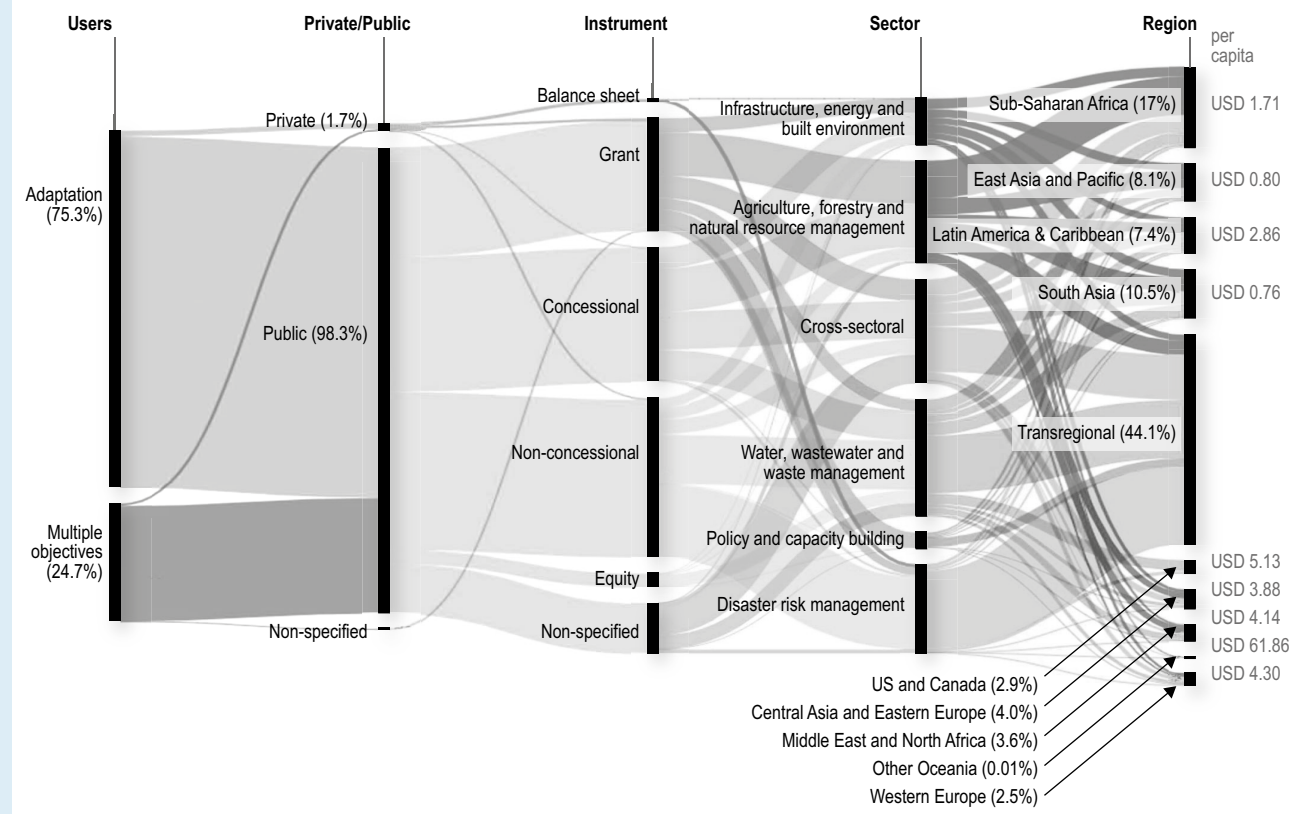 Users
Private/Public
Instrument
Sector
Region
per
capita
Adaptation
(75.3%)
Multiple
objectives
(24.7%)
Private (1.7%)
Public (98.3%)
Non-specified
Balance sheet
Grant
Concessional
Non-concessional
Equity
Non-specified
Infrastructure, energy and
built environment
Agriculture, forestry and
natural resource management
Cross-sectoral
Water, wastewater and
waste management
Policy and capacity building
Disaster risk management
Sub-Saharan Africa (17%)
USD 1.71
East Asia and Pacific (8.1%)
USD 0.80
Latin America & Caribbean (7.4%)
USD 2.86
South Asia (10.5%)
USD 0.76
Transregional (44.1%)
USD 5.13
USD 3.88
USD 4.14
USD 61.86
USD 4.30
US and Canada (2.9%)
Central Asia and Eastern Europe (4.0%)
Middle East and North Africa (3.6%)
Other Oceania (0.01%)
Western Europe (2.5%)